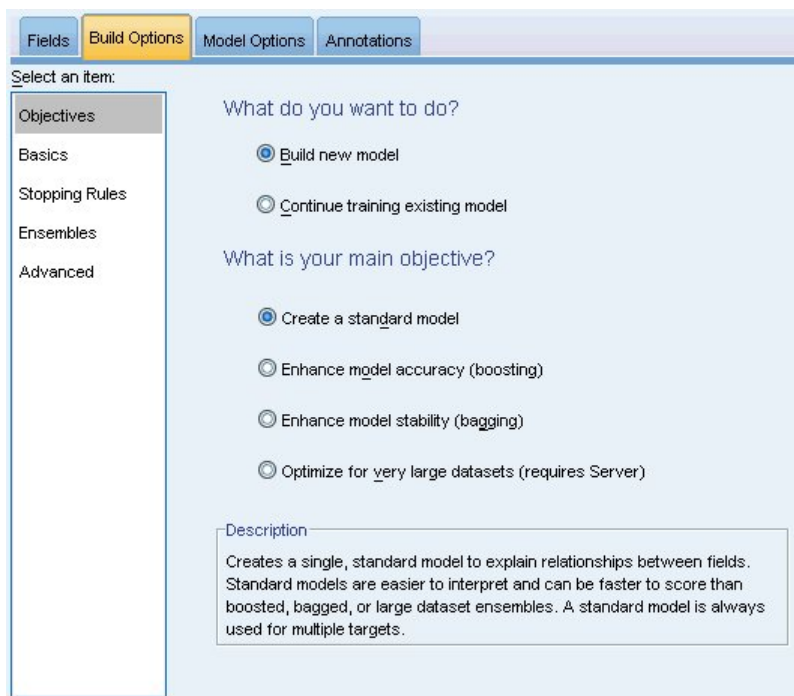 Fields Build Options Model Options Annotations
Select an item:
Objectives
Basics
Stopping Rules
Ensembles
Advanced
What do you want to do?
Build new model
Continue training existing model
What is your main objective?
Create a standard model
Enhance model accuracy (boosting)
Enhance model stability (bagging)
Optimize for very large datasets (requires Server)
Description
Creates a single, standard model to explain relationships between fields.
Standard models are easier to interpret and can be faster to score than
boosted, bagged, or large dataset ensembles. A standard model is always
used for multiple targets.